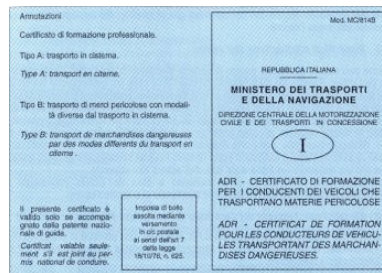 Annotazioni
Certificato di formazione professionale.
Tipo A: trasporto in cisterna.
Type A: transport en citerne.
Tipo B: trasporto di merci pericolose con modali-
tà diverse dal trasporto in cisterna.
Type B: transport de marchandises dangereuses
par des modes differents du transport en
citerne .
Il presente certificato è
valido solo se accompa-
gnato dalla patente nazio-
nale di guida.
Certificat valable seule-
ment s'il est joint au per-
mis national de conduire.
Imposta di bollo
assolta mediante
versamento
in c/c postale
ai sensi dell'art 7
della legge
18/10/78, n. 625.
Mod. MC/814B
REPUBBLICA ITALIANA
MINISTERO DEI TRASPORTI
E DELLA NAVIGAZIONE
DIREZIONE CENTRALE DELLA MOTORIZZAZIONE
CIVILE E DEI TRASPORTI IN CONCESSIONE
I
ADR - CERTIFICATO DI FORMAZIONE
PER I CONDUCENTI DEI VEICOLI CHE
TRASPORTANO MATERIE PERICOLOSE
ADR - CERTIFICAT DE FORMATION
POUR LES CONDUCTEURS DE VEHICU-
LES TRANSPORTANT DES MARCHAN-
DISES DANGEREUSES.